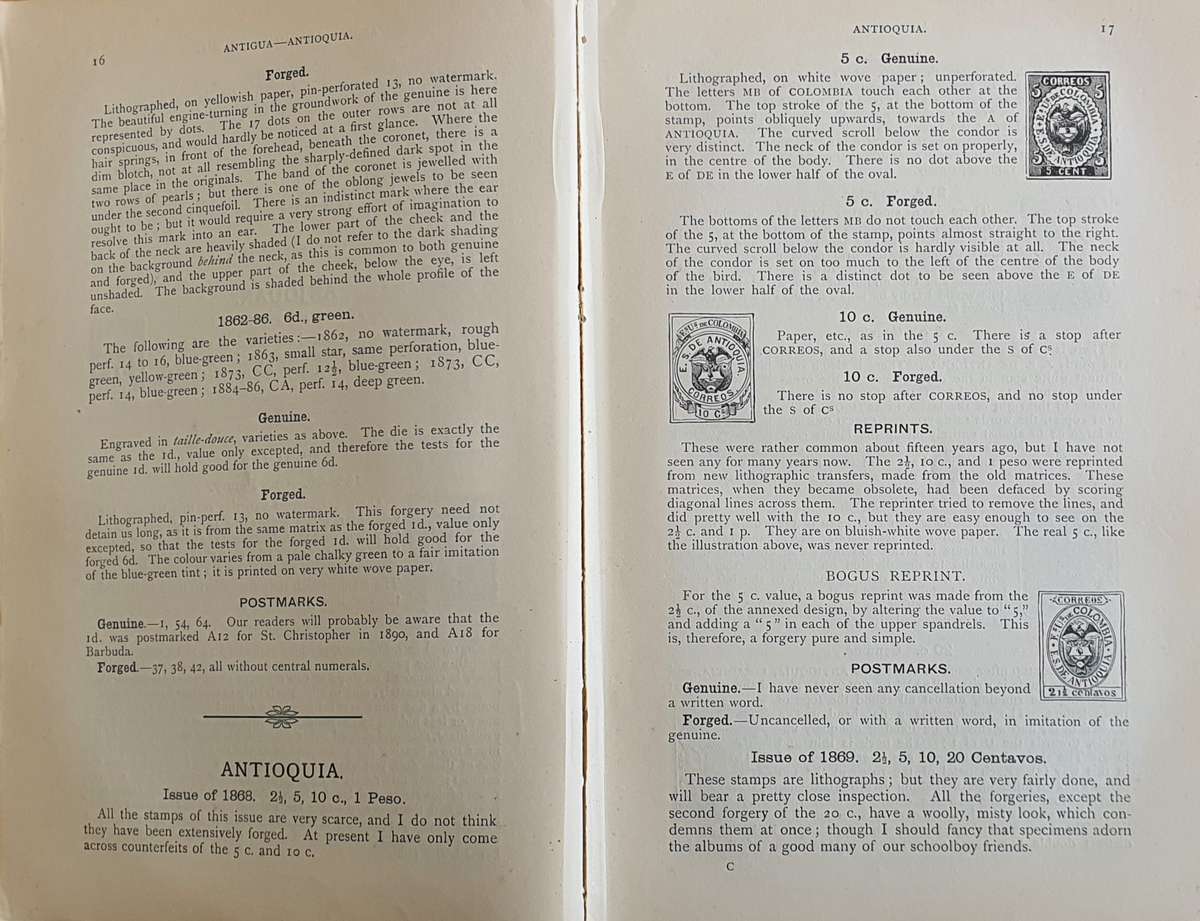 16
ANTIGUA—ANTIOQUIA.
Forged.
Lithographed, on yellowish paper, pin-perforated 13, no watermark.
The beautiful engine-turning in the groundwork of the genuine is here
represented by dots. The 17 dots on the outer rows are not at all
conspicuous, and would hardly be noticed at a first glance. Where the
hair springs, in front of the forehead, beneath the coronet, there is a
dim blotch, not at all resembling the sharply-defined dark spot in the
same place in the originals. The band of the coronet is jewelled with
two rows of pearls; but there is one of the oblong jewels to be seen
under the second cinquefoil. There is an indistinct mark where the ear
ought to be; but it would require a very strong effort of imagination to
resolve this mark into an ear. The lower part of the cheek and the
back of the neck are heavily shaded (I do not refer to the dark shading
on the background behind the neck, as this is common to both genuine
and forged), and the upper part of the cheek, below the eye, is left
unshaded. The background is shaded behind the whole profile of the
face.
1862-86. 6d., green.
The following are the varieties:—1862, no watermark, rough
perf. 14 to 16, blue-green; 1863, small star, same perforation, blue-
green, yellow-green; 1873, CC, perf. 12½, blue-green; 1873, CC,
perf. 14, blue-green; 1884–86, CA, perf. 14, deep green.
Genuine.
Engraved in taille-douce, varieties as above. The die is exactly the
same as the 1d., value only excepted, and therefore the tests for the
genuine 1d. will hold good for the genuine 6d.
Forged.
Lithographed, pin-perf. 13, no watermark. This forgery need not
detain us long, as it is from the same matrix as the forged 1d., value only
excepted, so that the tests for the forged 1d. will hold good for the
forged 6d. The colour varies from a pale chalky green to a fair imitation
of the blue-green tint; it is printed on very white wove paper.
POSTMARKS.
Genuine.—1, 54, 64. Our readers will probably be aware that the
1d. was postmarked A12 for St. Christopher in 1890, and A18 for
Barbuda.
Forged.—37, 38, 42, all without central numerals.
ANTIOQUIA.
Issue of 1868. 2½, 5, 10 c., 1 Peso.
All the stamps of this issue are very scarce, and I do not think
they have been extensively forged. At present I have only come
across counterfeits of the 5 c. and 10 c.
ANTIOQUIA.
17
5 c. Genuine.
Lithographed, on white wove paper; unperforated.
The letters MB of COLOMBIA touch each other at the
bottom. The top stroke of the 5, at the bottom of the
stamp, points obliquely upwards, towards the A of
ANTIOQUIA. The curved scroll below the condor is
very distinct. The neck of the condor is set on properly,
in the centre of the body. There is no dot above the
E of DE in the lower half of the oval.
CORREOS
5 5
E. Us. DE COLOMBIA
E. S. DE ANTIOQUIA
5 5
5 CENT
5 c. Forged.
The bottoms of the letters MB do not touch each other. The top stroke
of the 5, at the bottom of the stamp, points almost straight to the right.
The curved scroll below the condor is hardly visible at all. The neck
of the condor is set on too much to the left of the centre of the body
of the bird. There is a distinct dot to be seen above the E of DE
in the lower half of the oval.
EE. SUs. DE COLOMBIA
E. S. DE ANTIOQUIA
CORREOS
10 Cs
10 c. Genuine.
Paper, etc., as in the 5 c. There is a stop after
CORREOS, and a stop also under the S of Cs.
10 c. Forged.
There is no stop after CORREOS, and no stop under
the S of Cs
REPRINTS.
These were rather common about fifteen years ago, but I have not
seen any for many years now. The 2½, 10 c., and 1 peso were reprinted
from new lithographic transfers, made from the old matrices. These
matrices, when they became obsolete, had been defaced by scoring
diagonal lines across them. The reprinter tried to remove the lines, and
did pretty well with the 10 c., but they are easy enough to see on the
2½ c. and 1 p. They are on bluish-white wove paper. The real 5 c., like
the illustration above, was never reprinted.
BOGUS REPRINT.
For the 5 c. value, a bogus reprint was made from the
2½ c., of the annexed design, by altering the value to "5,"
and adding a "5" in each of the upper spandrels. This
is, therefore, a forgery pure and simple.
CORREOS
E. E. U. DE COLOMBIA
E. S. DE ANTIOQUIA
2½ centavos
POSTMARKS.
Genuine.—I have never seen any cancellation beyond
a written word.
Forged.—Uncancelled, or with a written word, in imitation of the
genuine.
Issue of 1869. 2½, 5, 10, 20 Centavos.
These stamps are lithographs; but they are very fairly done, and
will bear a pretty close inspection. All the forgeries, except the
second forgery of the 20 c., have a woolly, misty look, which con-
demns them at once; though I should fancy that specimens adorn
the albums of a good many of our schoolboy friends.
C